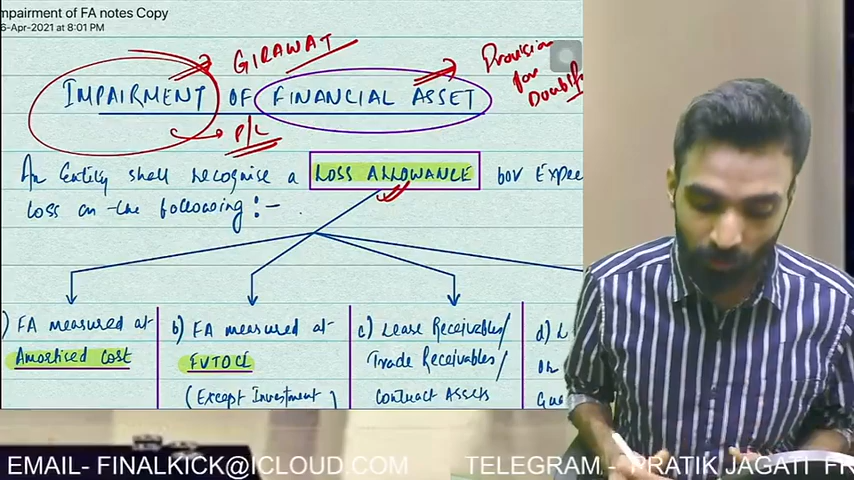 mpairment of FA notes Copy
6-Apr-2021 at 8:01 PM
GIRAWAT
Provision
for
Doubtf
IMPAIRMENT OF FINANCIAL ASSET
P/L
An Entity shall recognise a LOSS ALLOWANCE for Expe
loss on the following :-
) FA measured at
Amortised Cost
b) FA measured at
FVTOCI
(Except Investment
c) Lease Receivables/
Trade Receivables/
Contract Assets
d) L
on
Gua
EMAIL- FINALKICK@ICLOUD.COM TELEGRAM - PRATIK JAGATI FR